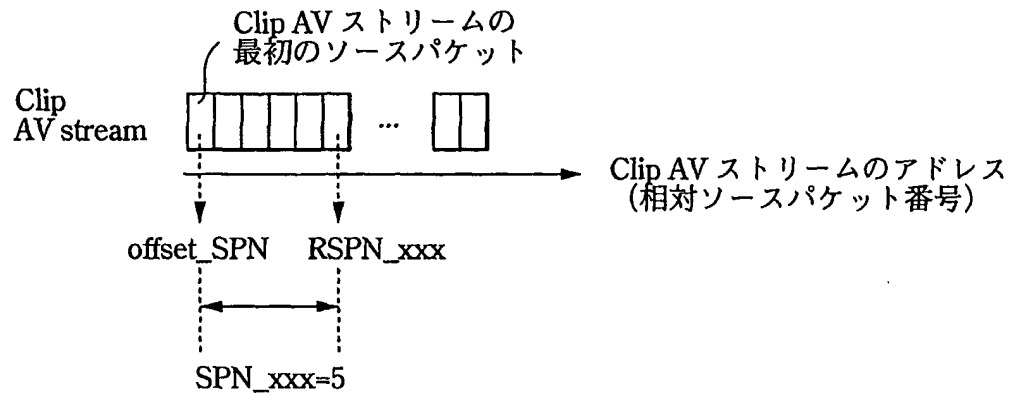 Clip AV ストリームの
最初のソースパケット
Clip
AV stream
...
Clip AV ストリームのアドレス
(相対ソースパケット番号)
offset_SPN RSPN_xxx
SPN_xxx=5